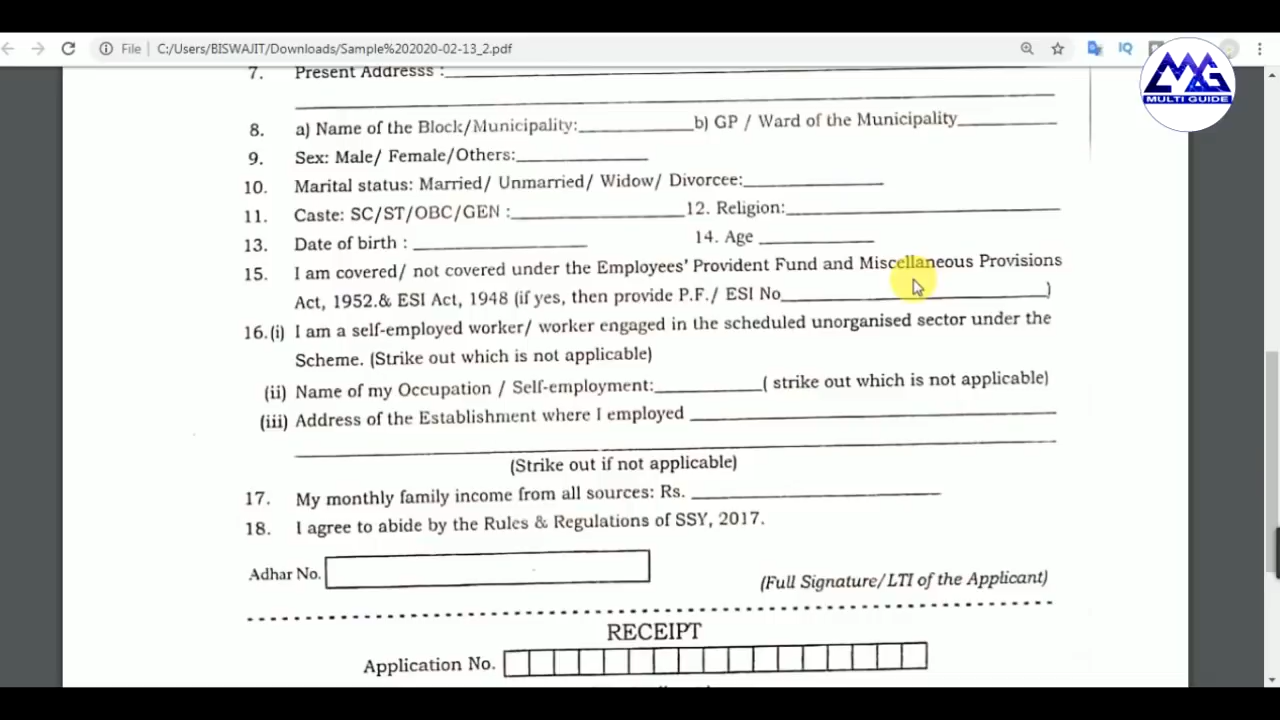 File C:/Users/BISWAJIT/Downloads/Sample%202020-02-13_2.pdf
IQ
MG
MULTI GUIDE
7. Present Addresss :
8. a) Name of the Block/Municipality: b) GP / Ward of the Municipality
9. Sex: Male/ Female/Others:
10. Marital status: Married/ Unmarried/ Widow/ Divorcee:
11. Caste: SC/ST/OBC/GEN : 12. Religion:
13. Date of birth : 14. Age
15. I am covered/ not covered under the Employees' Provident Fund and Miscellaneous Provisions
Act, 1952.& ESI Act, 1948 (if yes, then provide P.F./ ESI No )
16.(i) I am a self-employed worker/ worker engaged in the scheduled unorganised sector under the
Scheme. (Strike out which is not applicable)
(ii) Name of my Occupation / Self-employment: ( strike out which is not applicable)
(iii) Address of the Establishment where I employed
(Strike out if not applicable)
17. My monthly family income from all sources: Rs.
18. I agree to abide by the Rules & Regulations of SSY, 2017.
Adhar No.
(Full Signature/LTI of the Applicant)
RECEIPT
Application No.